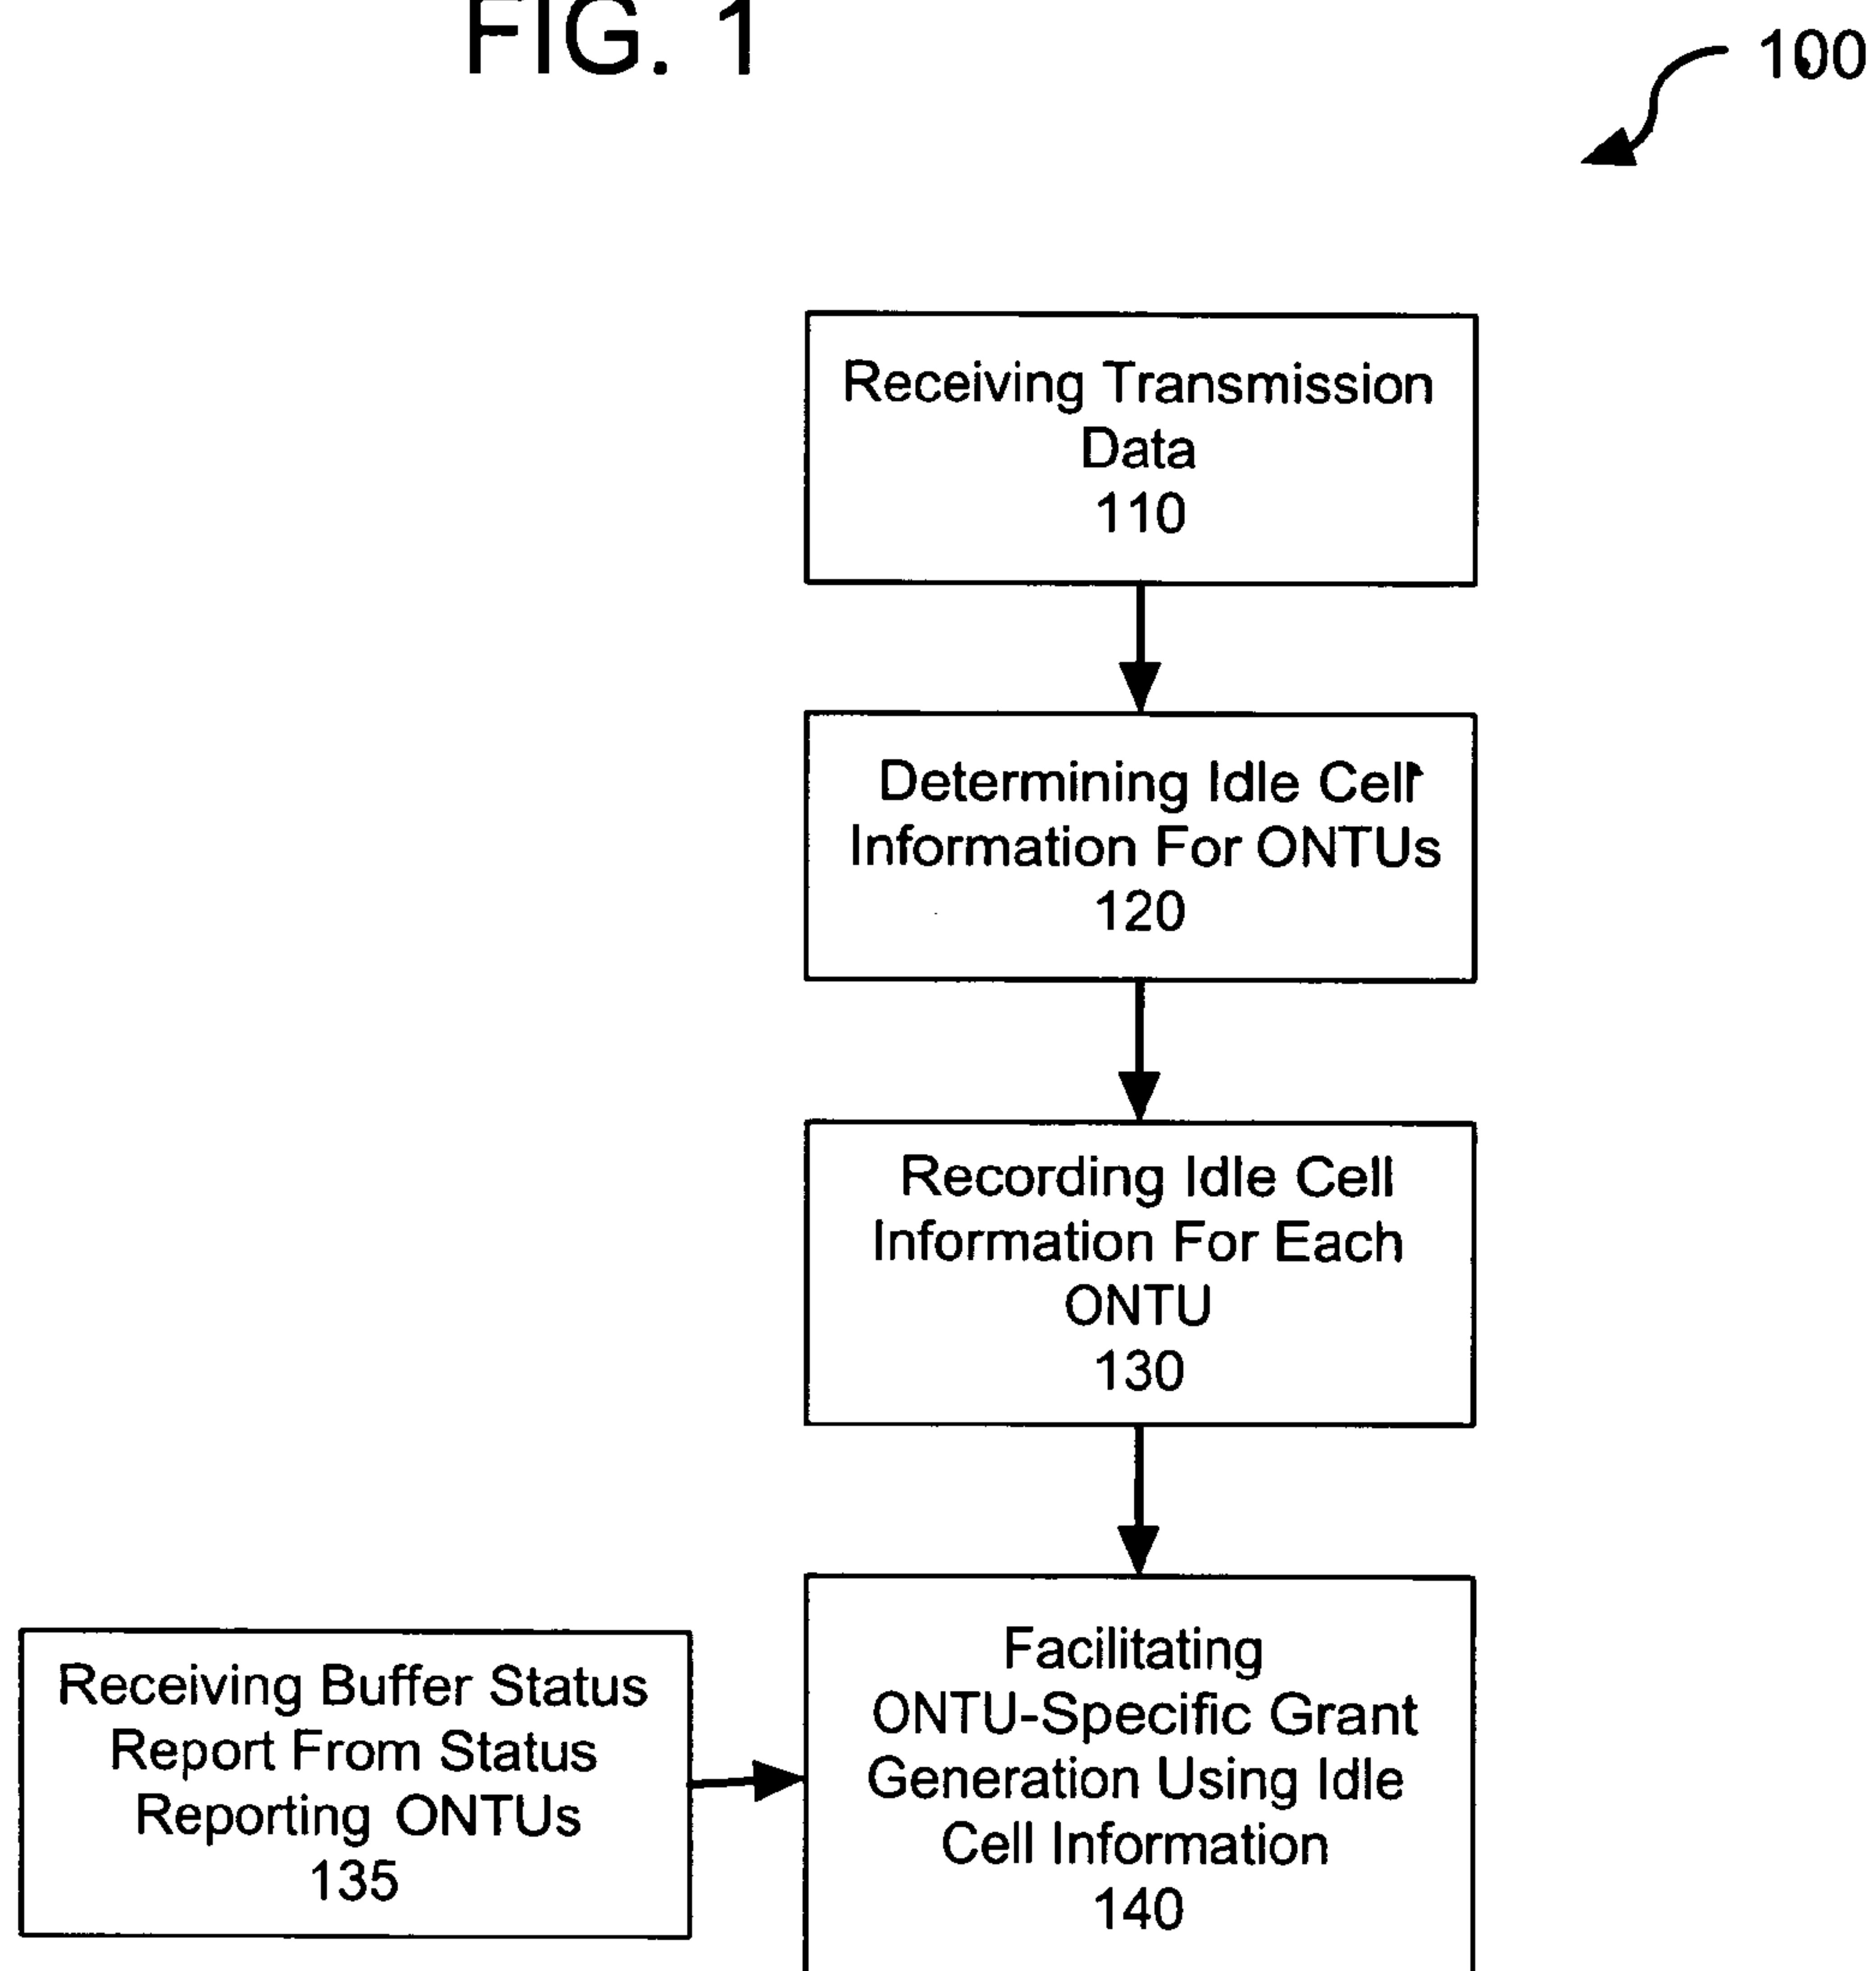 FIG. 1
100
Receiving Transmission
Data
110
Determining Idle Cell
Information For ONTUs
120
Recording Idle Cell
Information For Each
ONTU
130
Receiving Buffer Status
Report From Status
Reporting ONTUs
135
Facilitating
ONTU-Specific Grant
Generation Using Idle
Cell Information
140